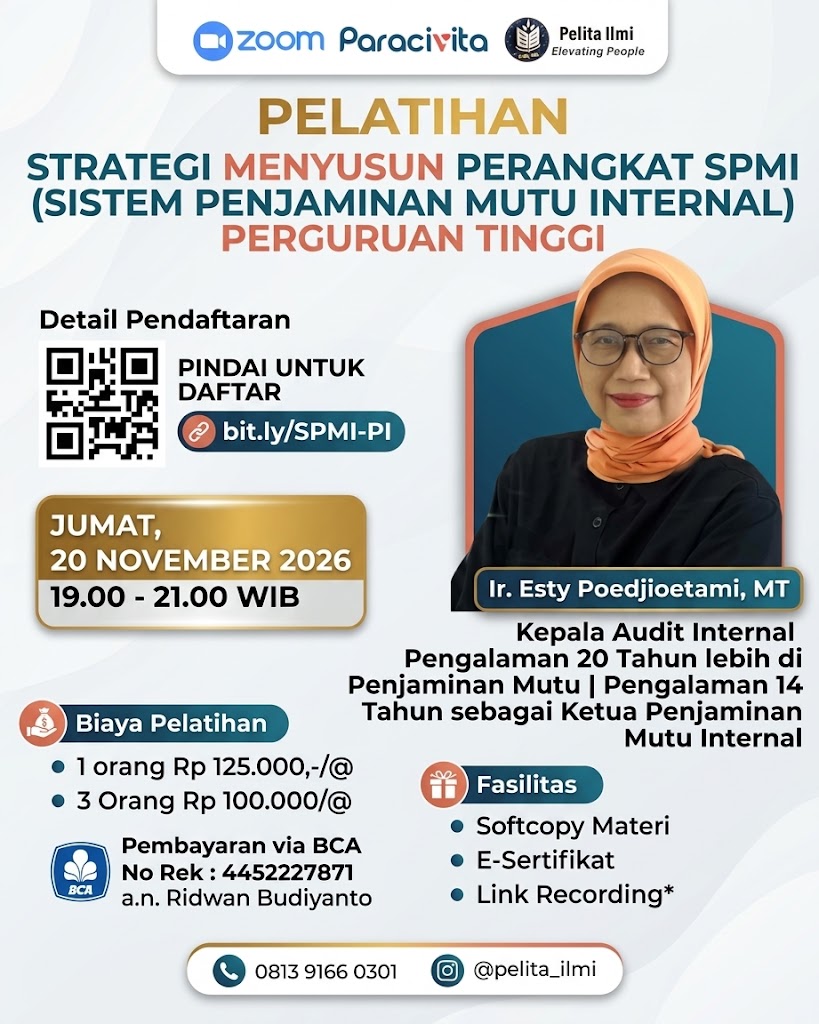 zoom Paracivita Pelita Ilmi
Elevating People
PELATIHAN
STRATEGI MENYUSUN PERANGKAT SPMI
(SISTEM PENJAMINAN MUTU INTERNAL)
PERGURUAN TINGGI
Detail Pendaftaran
PINDAI UNTUK
DAFTAR
bit.ly/SPMI-PI
JUMAT,
20 NOVEMBER 2026
19.00 - 21.00 WIB
Ir. Esty Poedjioetami, MT
Kepala Audit Internal
Pengalaman 20 Tahun lebih di
Penjaminan Mutu | Pengalaman 14
Tahun sebagai Ketua Penjaminan
Mutu Internal
Biaya Pelatihan
1 orang Rp 125.000,-/@
3 Orang Rp 100.000/@
BCA
Pembayaran via BCA
No Rek : 4452227871
a.n. Ridwan Budiyanto
Fasilitas
Softcopy Materi
E-Sertifikat
Link Recording*
0813 9166 0301 @pelita_ilmi